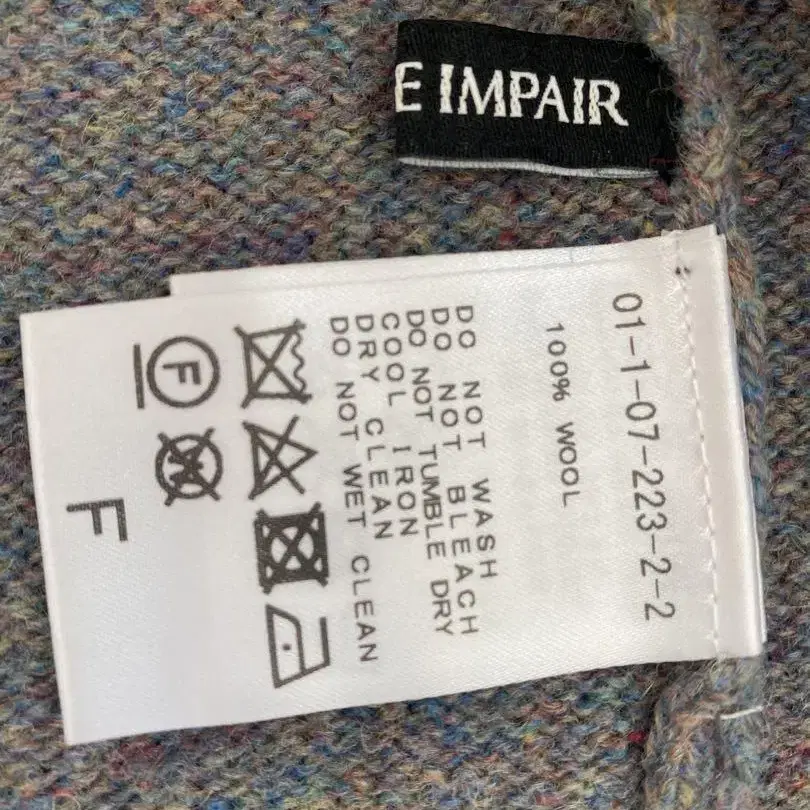 E IMPAIR
01-1-07-223-2-2
100% WOOL
DO NOT WASH
DO NOT BLEACH
DO NOT TUMBLE DRY
COOL IRON
DRY CLEAN
DO NOT WET CLEAN
F
W
F